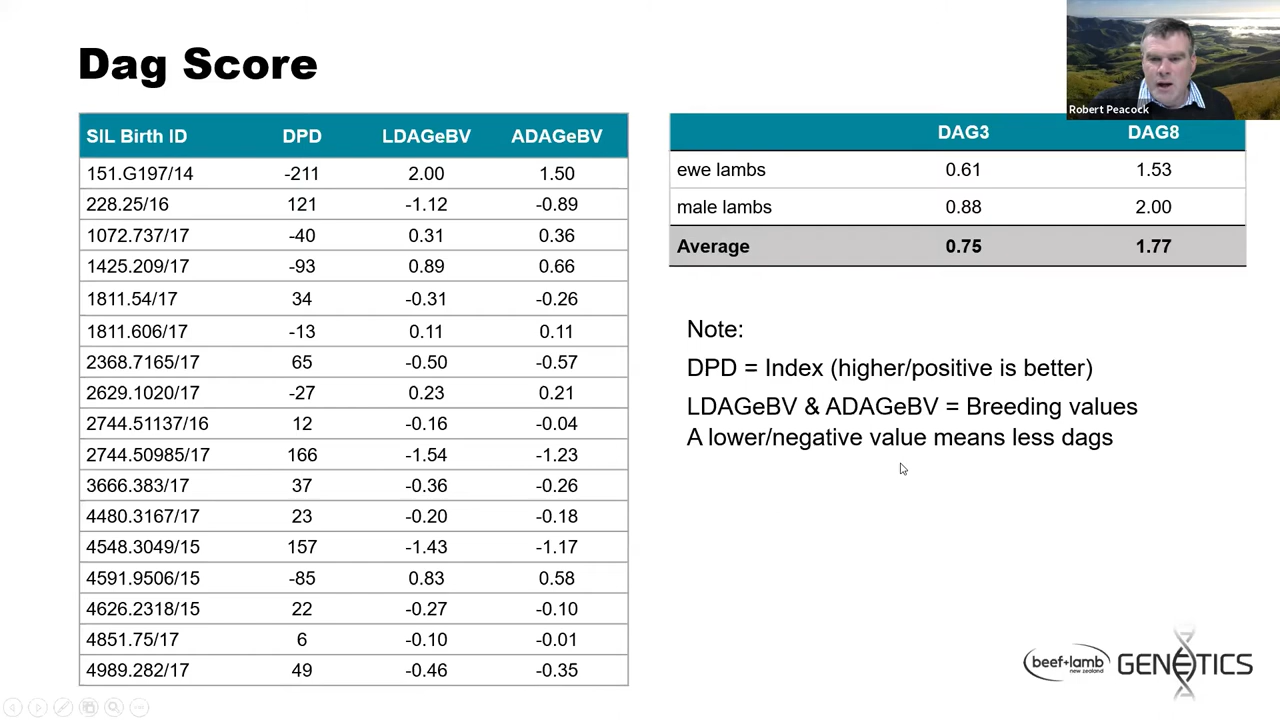 Dag Score
SIL Birth ID DPD LDAGeBV ADAGeBV
151.G197/14 -211 2.00 1.50
228.25/16 121 -1.12 -0.89
1072.737/17 -40 0.31 0.36
1425.209/17 -93 0.89 0.66
1811.54/17 34 -0.31 -0.26
1811.606/17 -13 0.11 0.11
2368.7165/17 65 -0.50 -0.57
2629.1020/17 -27 0.23 0.21
2744.51137/16 12 -0.16 -0.04
2744.50985/17 166 -1.54 -1.23
3666.383/17 37 -0.36 -0.26
4480.3167/17 23 -0.20 -0.18
4548.3049/15 157 -1.43 -1.17
4591.9506/15 -85 0.83 0.58
4626.2318/15 22 -0.27 -0.10
4851.75/17 6 -0.10 -0.01
4989.282/17 49 -0.46 -0.35
Robert Peacock
DAG3 DAG8
ewe lambs 0.61 1.53
male lambs 0.88 2.00
Average 0.75 1.77
Note:
DPD = Index (higher/positive is better)
LDAGeBV & ADAGeBV = Breeding values
A lower/negative value means less dags
beef+lamb
new zealand
GENETICS